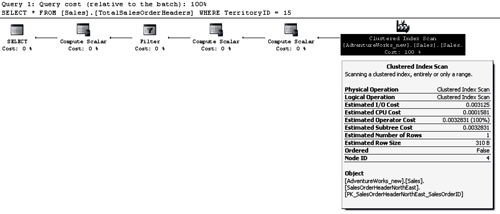 Query 1: Query cost (relative to the batch): 100%
SELECT * FROM [Sales].[TotalSalesOrderHeaders] WHERE TerritoryID = 15
SELECT
Cost: 0 %
Compute Scalar
Cost: 0 %
Filter
Cost: 0 %
Compute Scalar
Cost: 0 %
Compute Scalar
Cost: 0 %
Clustered Index Scan
[AdventureWorks_new].[Sales].[Sales…
Cost: 100 %
Clustered Index Scan
Scanning a clustered index, entirely or only a range.
Physical Operation Clustered Index Scan
Logical Operation Clustered Index Scan
Estimated I/O Cost 0.003125
Estimated CPU Cost 0.0001581
Estimated Operator Cost 0.0032831 (100%)
Estimated Subtree Cost 0.0032831
Estimated Number of Rows 1
Estimated Row Size 310 B
Ordered False
Node ID 4
Object
[AdventureWorks_new].[Sales].
[SalesOrderHeaderNorthEast].
[PK_SalesOrderHeaderNorthEast_SalesOrderID]